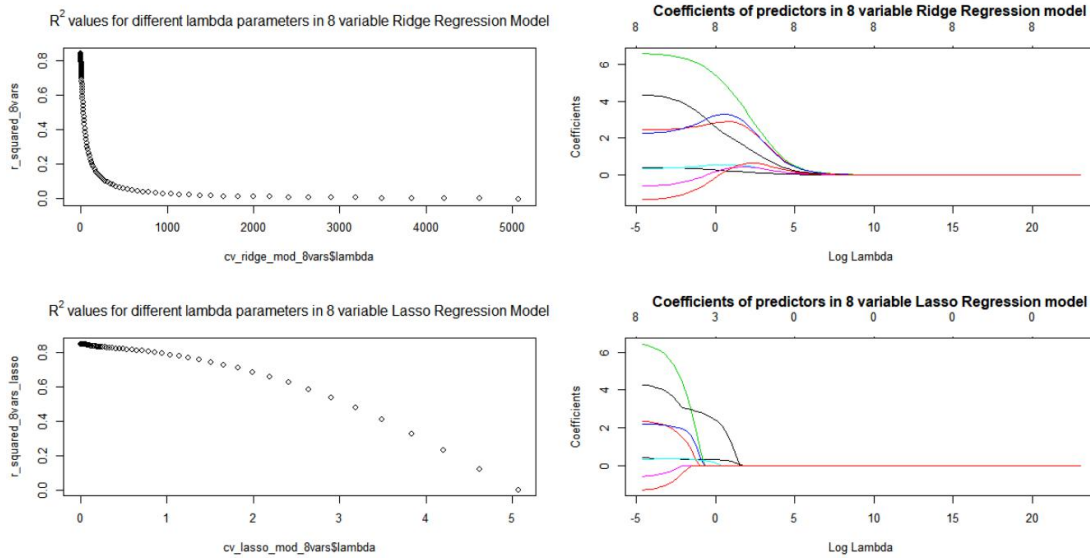 R2 values for different lambda parameters in 8 variable Ridge Regression Model
r_squared_8vars
0.0 0.2 0.4 0.6 0.8
0 1000 2000 3000 4000 5000
cv_ridge_mod_8vars$lambda
Coefficients of predictors in 8 variable Ridge Regression model
8 8 8 8 8 8
Coefficients
0 2 4 6
-5 0 5 10 15 20
Log Lambda
R2 values for different lambda parameters in 8 variable Lasso Regression Model
r_squared_8vars_lasso
0.0 0.2 0.4 0.6 0.8
0 1 2 3 4 5
cv_lasso_mod_8vars$lambda
Coefficients of predictors in 8 variable Lasso Regression model
8 3 0 0 0 0
Coefficients
0 2 4 6
-5 0 5 10 15 20
Log Lambda